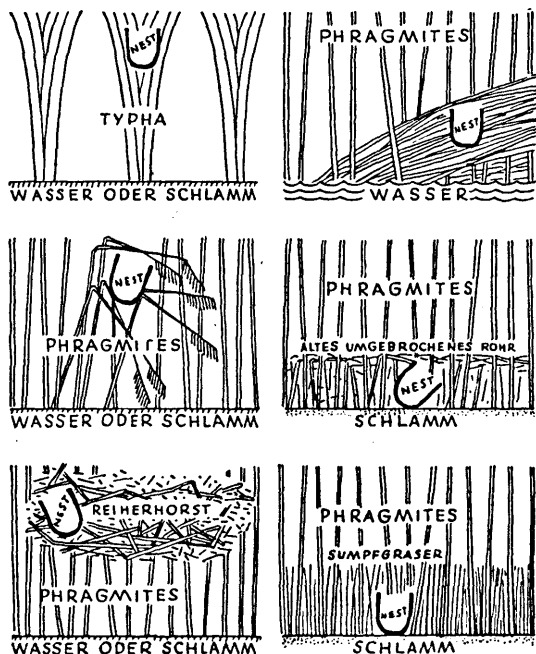 NEST
TYPHA
WASSER ODER SCHLAMM
PHRAGMITES
NEST
WASSER
NEST
PHRAGMITES
WASSER ODER SCHLAMM
PHRAGMITES
ALTES UMGEBROCHENES ROHR
NEST
SCHLAMM
NEST
REIHERHORST
PHRAGMITES
WASSER ODER SCHLAMM
PHRAGMITES
SUMPFGRASER
NEST
SCHLAMM